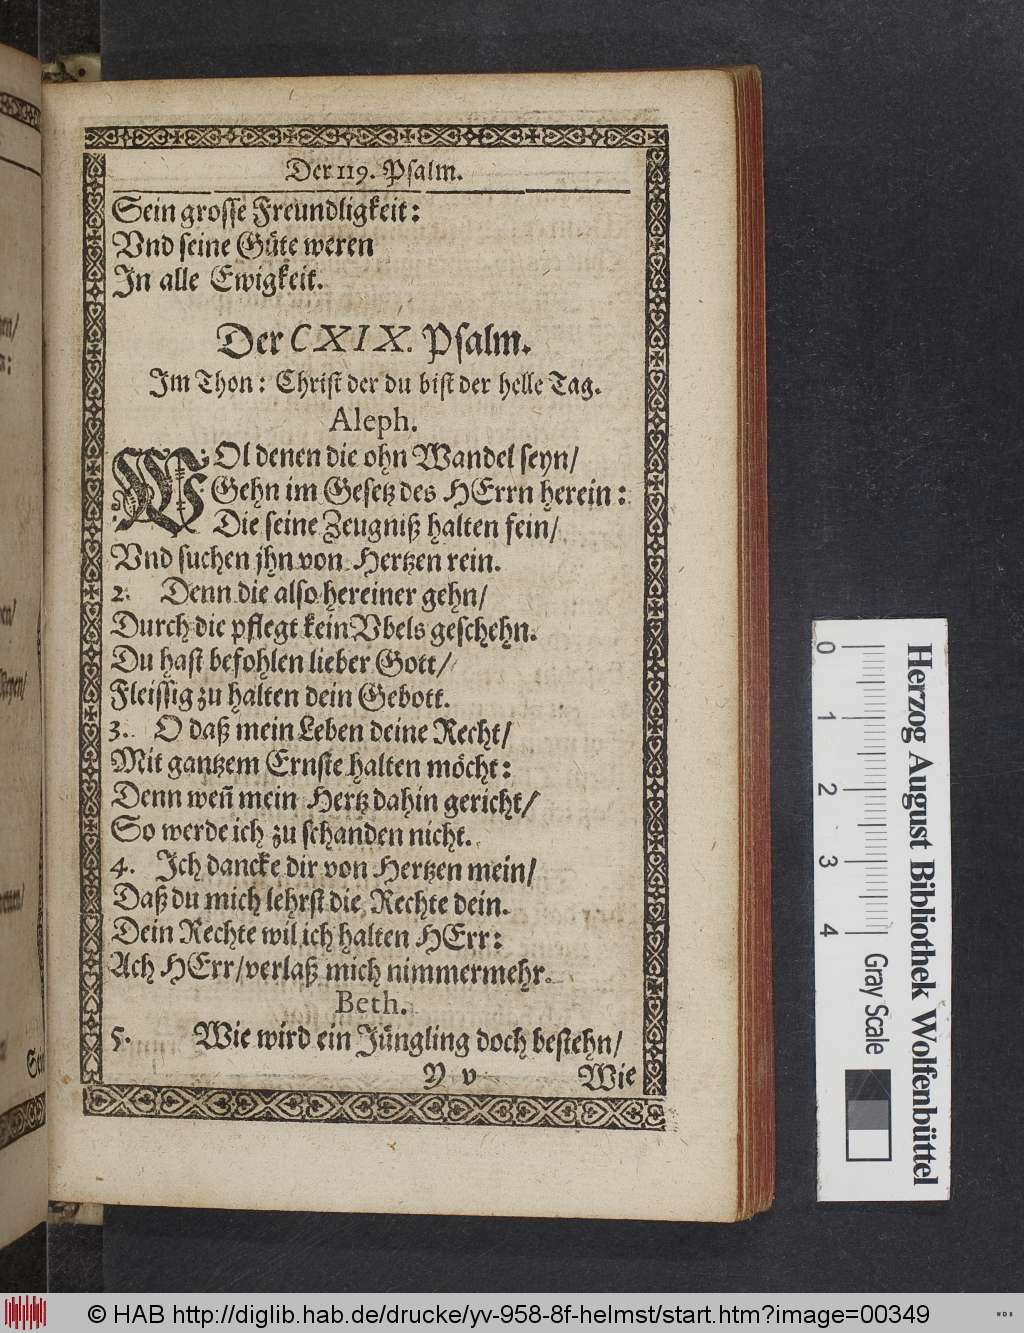 Der 119. Psalm.
Sein grosse Freundligkeit:
Vnd seine Güte weren
In alle Ewigkeit.
Der CXIX. Psalm.
Im Thon: Christ der du bist der helle Tag.
Aleph.
WOl denen die ohn Wandel seyn/
Gehn im Gesetz des HErrn herein:
Die seine Zeugniß halten fein/
Vnd suchen jhn von Hertzen rein.
2. Denn die also hereiner gehn/
Durch die pflegt kein Vbels geschehn.
Du hast befohlen lieber Gott/
Fleissig zu halten dein Gebott.
3. O daß mein Leben deine Recht/
Mit gantzem Ernste halten möcht:
Denn wen̄ mein Hertz dahin gericht/
So werde ich zu schanden nicht.
4. Ich dancke dir von Hertzen mein/
Daß du mich lehrst die Rechte dein.
Dein Rechte wil ich halten HErr:
Ach HErr/verlaß mich nimmermehr.
Beth.
5. Wie wird ein Jüngling doch bestehn/
Y v Wie
Herzog August Bibliothek Wolfenbüttel
0 1 2 3 4 Gray Scale
© HAB http://diglib.hab.de/drucke/yv-958-8f-helmst/start.htm?image=00349